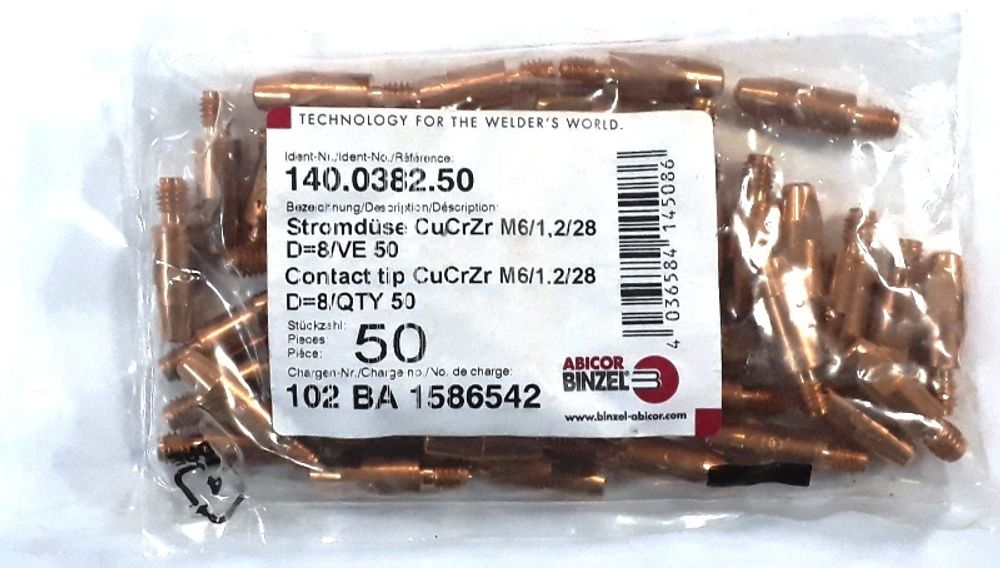 TECHNOLOGY FOR THE WELDER'S WORLD.
Ident-Nr./Ident-No./Référence:
140.0382.50
Bezeichnung/Description/Déscription:
Stromdüse CuCrZr M6/1,2/28
D=8/VE 50
Contact tip CuCrZr M6/1.2/28
D=8/QTY 50
Stückzahl:
Pieces
Pièce:
50
Chargen-Nr./Charge no./No. de charge:
102 BA 1586542
4 036584 145086
ABICOR
BINZEL®
www.binzel-abicor.com
4